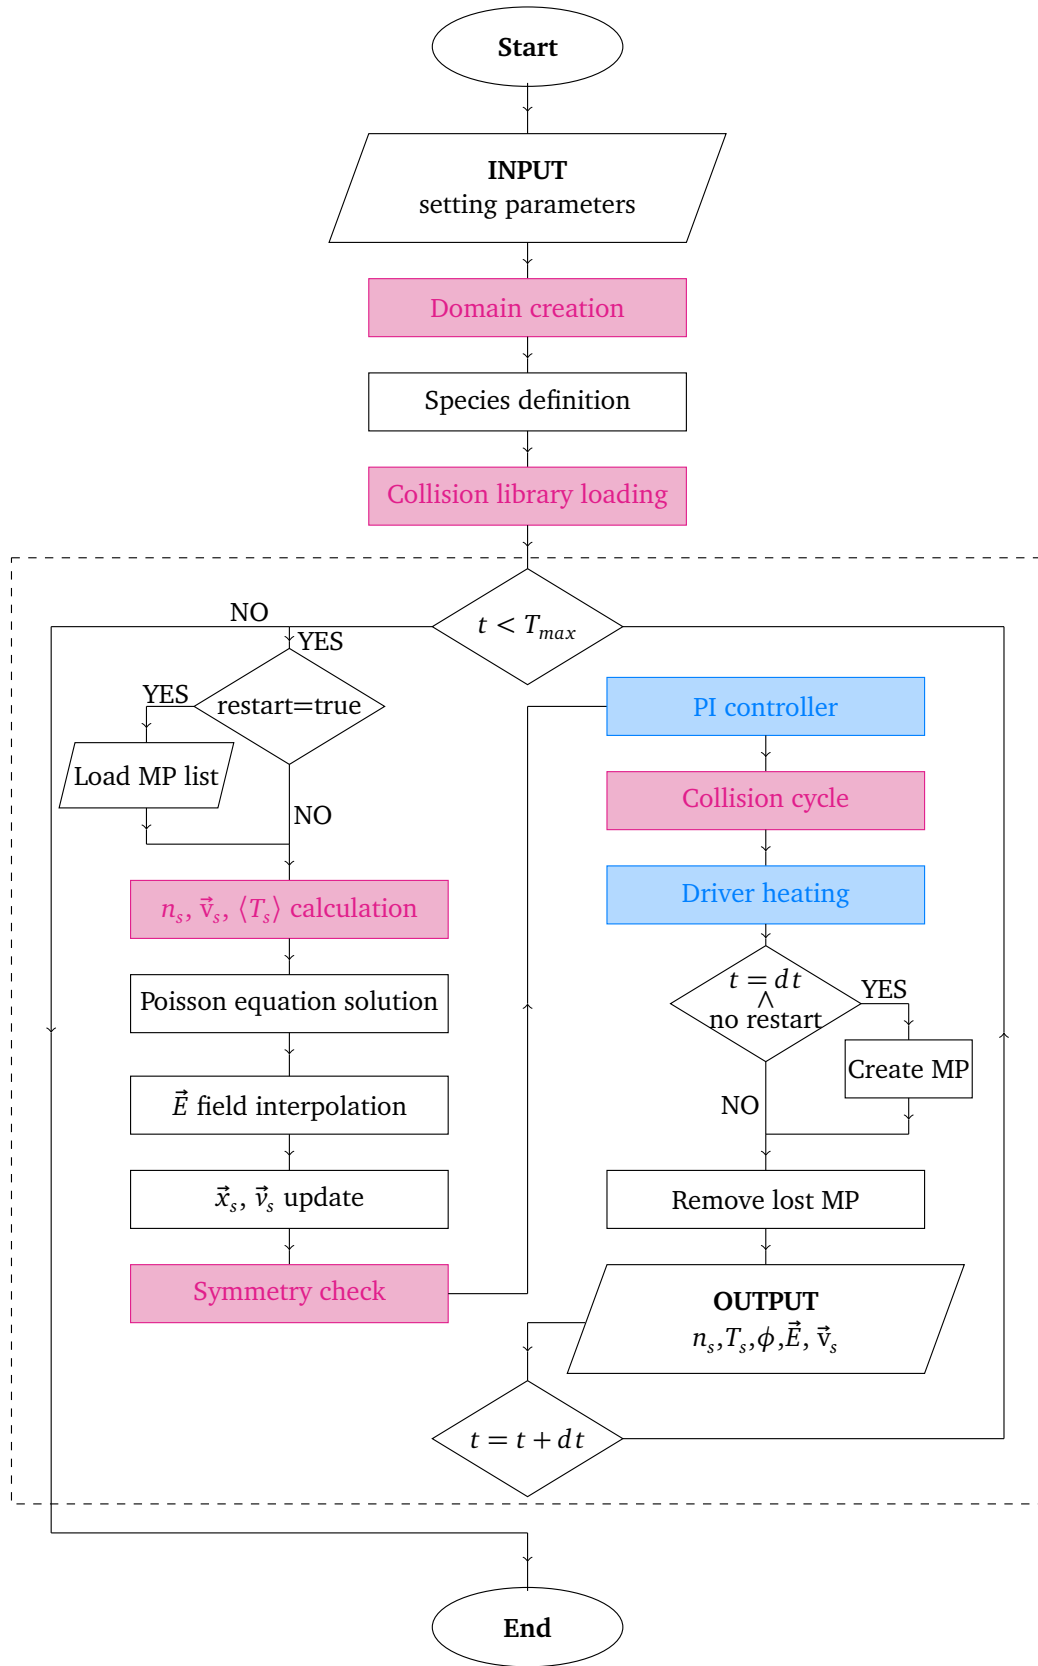 Start
INPUT
setting parameters
Domain creation
Species definition
Collision library loading
t < T_max
NO
YES
restart=true
YES
Load MP list
NO
n_s, v⃗_s, ⟨T_s⟩ calculation
Poisson equation solution
E⃗ field interpolation
x⃗_s, v⃗_s update
Symmetry check
PI controller
Collision cycle
Driver heating
t = dt
∧
no restart
YES
Create MP
NO
Remove lost MP
OUTPUT
n_s,T_s,ϕ,E⃗, v⃗_s
t = t + dt
End